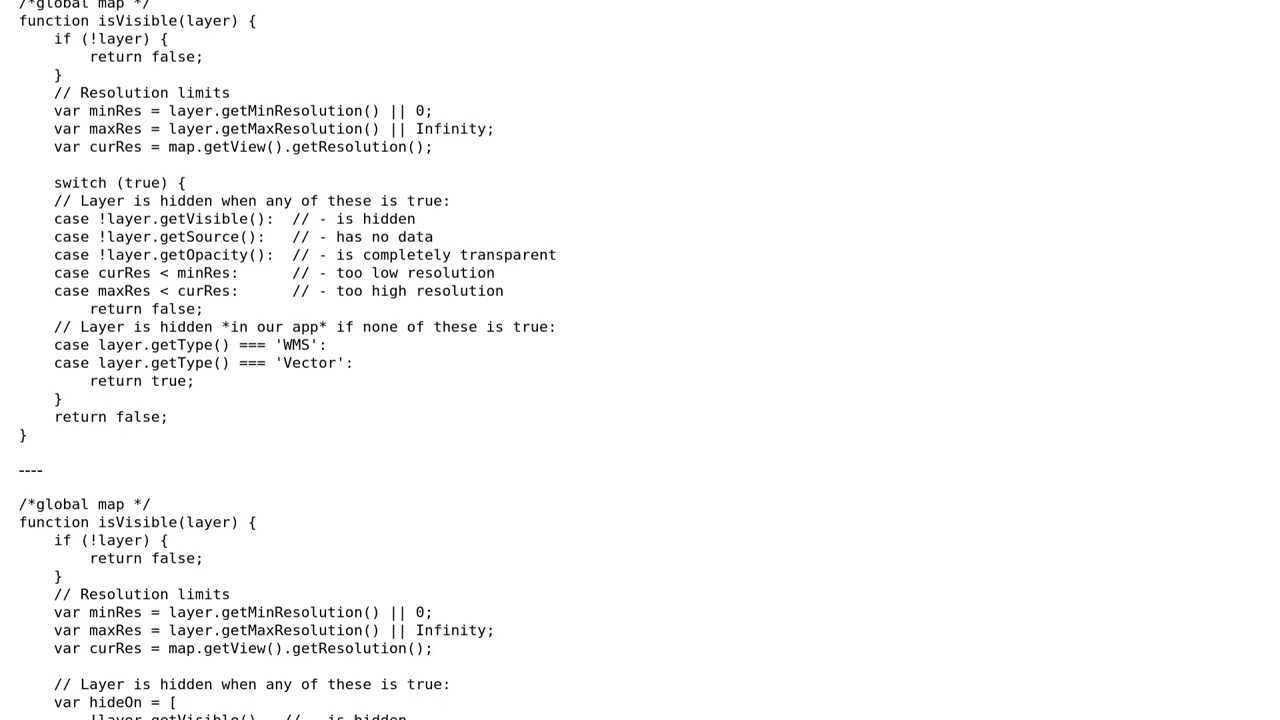 /*global map */
function isVisible(layer) {
    if (!layer) {
        return false;
    }
    // Resolution limits
    var minRes = layer.getMinResolution() || 0;
    var maxRes = layer.getMaxResolution() || Infinity;
    var curRes = map.getView().getResolution();

    switch (true) {
    // Layer is hidden when any of these is true:
    case !layer.getVisible():  // - is hidden
    case !layer.getSource():   // - has no data
    case !layer.getOpacity():  // - is completely transparent
    case curRes < minRes:      // - too low resolution
    case maxRes < curRes:      // - too high resolution
        return false;
    // Layer is hidden *in our app* if none of these is true:
    case layer.getType() === 'WMS':
    case layer.getType() === 'Vector':
        return true;
    }
    return false;
}

----

/*global map */
function isVisible(layer) {
    if (!layer) {
        return false;
    }
    // Resolution limits
    var minRes = layer.getMinResolution() || 0;
    var maxRes = layer.getMaxResolution() || Infinity;
    var curRes = map.getView().getResolution();

    // Layer is hidden when any of these is true:
    var hideOn = [
        !layer.getVisible()   // - is hidden